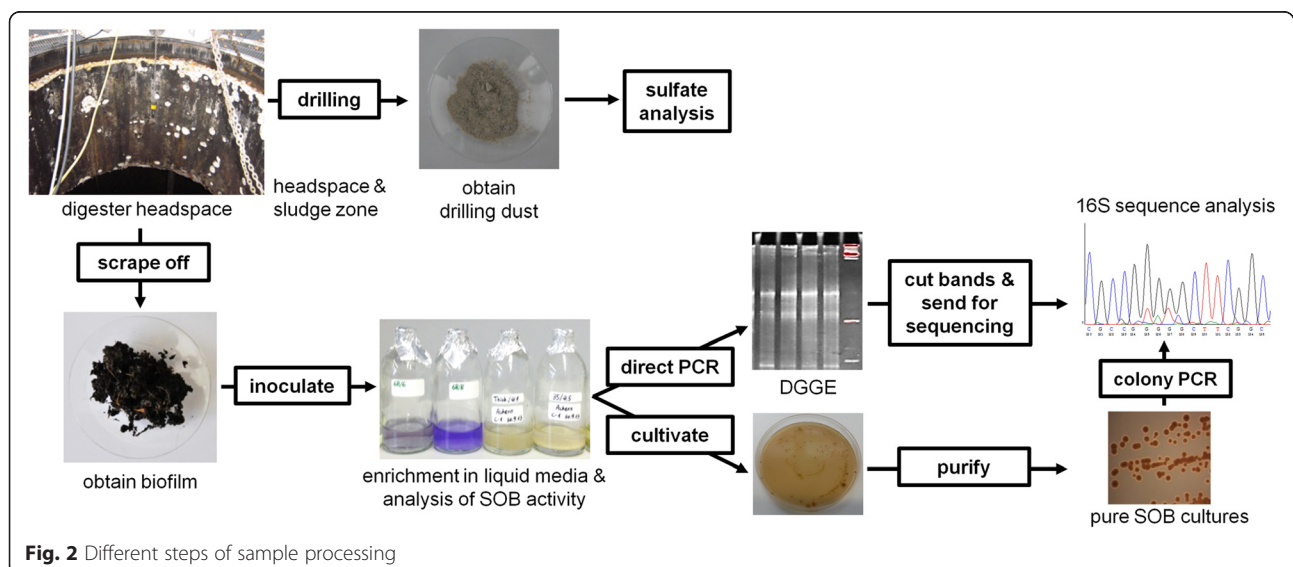 drilling
sulfate
analysis
headspace &
sludge zone
digester headspace
obtain
drilling dust
scrape off
16S sequence analysis
inoculate
direct PCR
cut bands &
send for
sequencing
DGGE
colony PCR
cultivate
purify
obtain biofilm
enrichment in liquid media &
analysis of SOB activity
pure SOB cultures
Fig. 2 Different steps of sample processing